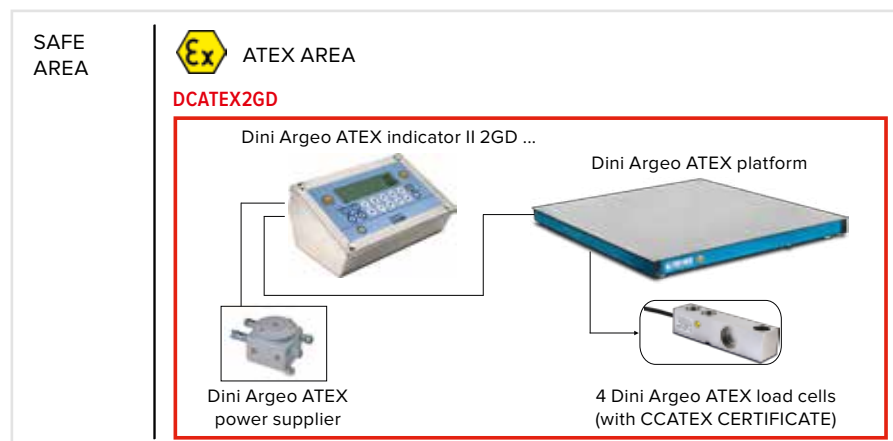 SAFE
AREA
Ex
ATEX AREA
DCATEX2GD
Dini Argeo ATEX indicator II 2GD ...
Dini Argeo ATEX platform
Dini Argeo ATEX
power supplier
4 Dini Argeo ATEX load cells
(with CCATEX CERTIFICATE)